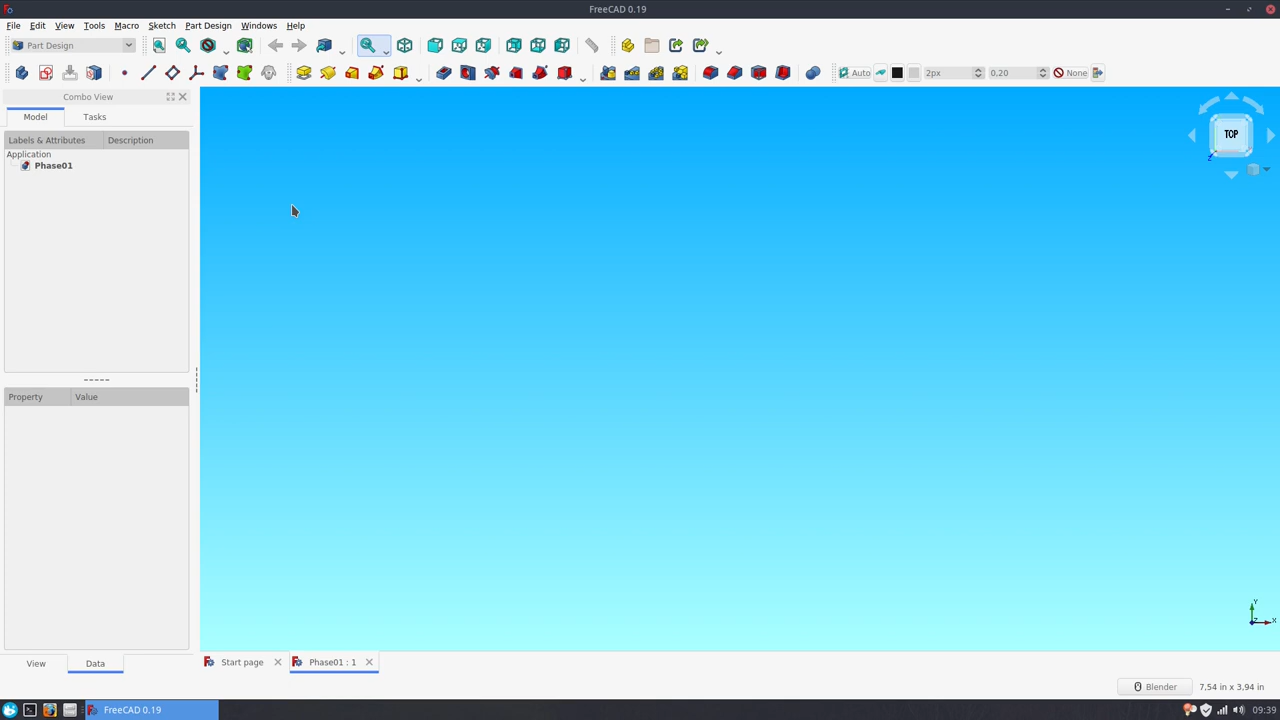 FreeCAD 0.19
File Edit View Tools Macro Sketch Part Design Windows Help
Part Design
Auto 2px 0,20 None
Combo View
Model Tasks
Labels & Attributes Description
Application
Phase01
TOP
Z
Property Value
Y
Z X
View Data
Start page Phase01 : 1
Blender 7,54 in x 3,94 in
FreeCAD 0.19 09:39